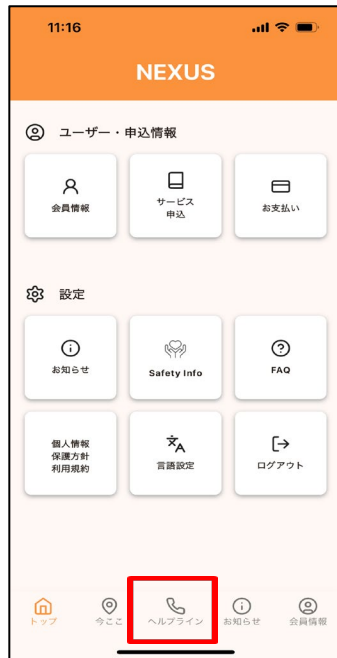 11:16
NEXUS
ユーザー・申込情報
会員情報
サービス
申込
お支払い
設定
お知らせ
Safety Info
FAQ
個人情報
保護方針
利用規約
言語設定
ログアウト
トップ
今ここ
ヘルプライン
お知らせ
会員情報